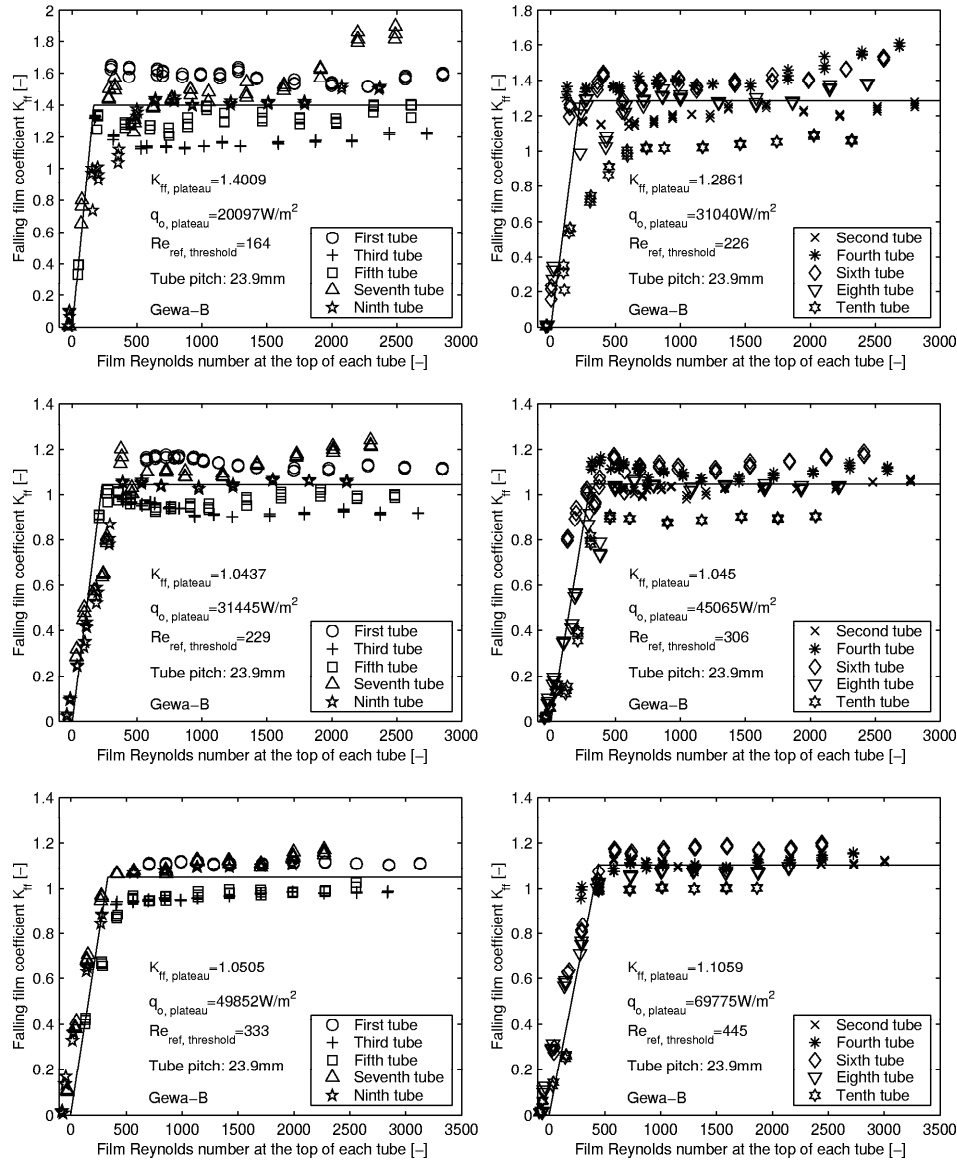 2
1.8
1.6
1.4
1.2
1
0.8
0.6
0.4
0.2
0
Falling film coefficient K_ff [−]
K_ff, plateau=1.4009
q_o, plateau=20097W/m²
Re_ref, threshold=164
Tube pitch: 23.9mm
Gewa−B
First tube
Third tube
Fifth tube
Seventh tube
Ninth tube
0 500 1000 1500 2000 2500 3000
Film Reynolds number at the top of each tube [−]
1.8
1.6
1.4
1.2
1
0.8
0.6
0.4
0.2
0
Falling film coefficient K_ff [−]
K_ff, plateau=1.2861
q_o, plateau=31040W/m²
Re_ref, threshold=226
Tube pitch: 23.9mm
Gewa−B
Second tube
Fourth tube
Sixth tube
Eighth tube
Tenth tube
0 500 1000 1500 2000 2500 3000
Film Reynolds number at the top of each tube [−]
1.4
1.2
1
0.8
0.6
0.4
0.2
0
Falling film coefficient K_ff [−]
K_ff, plateau=1.0437
q_o, plateau=31445W/m²
Re_ref, threshold=229
Tube pitch: 23.9mm
Gewa−B
First tube
Third tube
Fifth tube
Seventh tube
Ninth tube
0 500 1000 1500 2000 2500 3000
Film Reynolds number at the top of each tube [−]
1.4
1.2
1
0.8
0.6
0.4
0.2
0
Falling film coefficient K_ff [−]
K_ff, plateau=1.045
q_o, plateau=45065W/m²
Re_ref, threshold=306
Tube pitch: 23.9mm
Gewa−B
Second tube
Fourth tube
Sixth tube
Eighth tube
Tenth tube
0 500 1000 1500 2000 2500 3000
Film Reynolds number at the top of each tube [−]
1.4
1.2
1
0.8
0.6
0.4
0.2
0
Falling film coefficient K_ff [−]
K_ff, plateau=1.0505
q_o, plateau=49852W/m²
Re_ref, threshold=333
Tube pitch: 23.9mm
Gewa−B
First tube
Third tube
Fifth tube
Seventh tube
Ninth tube
0 500 1000 1500 2000 2500 3000 3500
Film Reynolds number at the top of each tube [−]
1.4
1.2
1
0.8
0.6
0.4
0.2
0
Falling film coefficient K_ff [−]
K_ff, plateau=1.1059
q_o, plateau=69775W/m²
Re_ref, threshold=445
Tube pitch: 23.9mm
Gewa−B
Second tube
Fourth tube
Sixth tube
Eighth tube
Tenth tube
0 500 1000 1500 2000 2500 3000 3500
Film Reynolds number at the top of each tube [−]